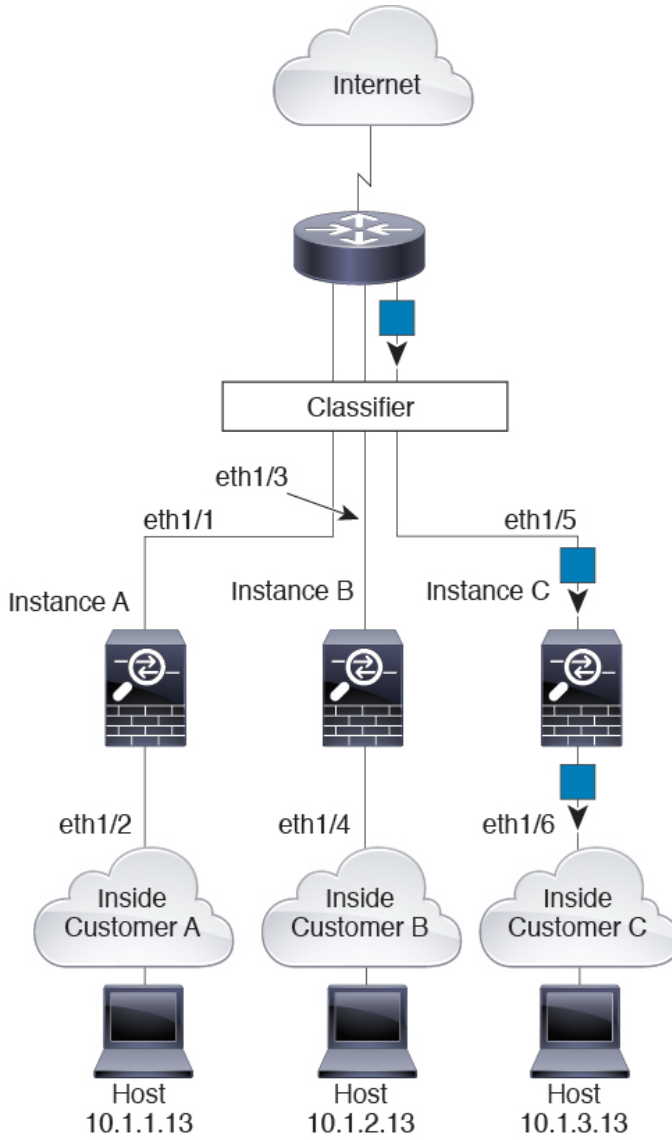 Internet
Classifier
eth1/3
eth1/1
eth1/5
Instance A
Instance B
Instance C
eth1/2
eth1/4
eth1/6
Inside
Customer A
Inside
Customer B
Inside
Customer C
Host
10.1.1.13
Host
10.1.2.13
Host
10.1.3.13